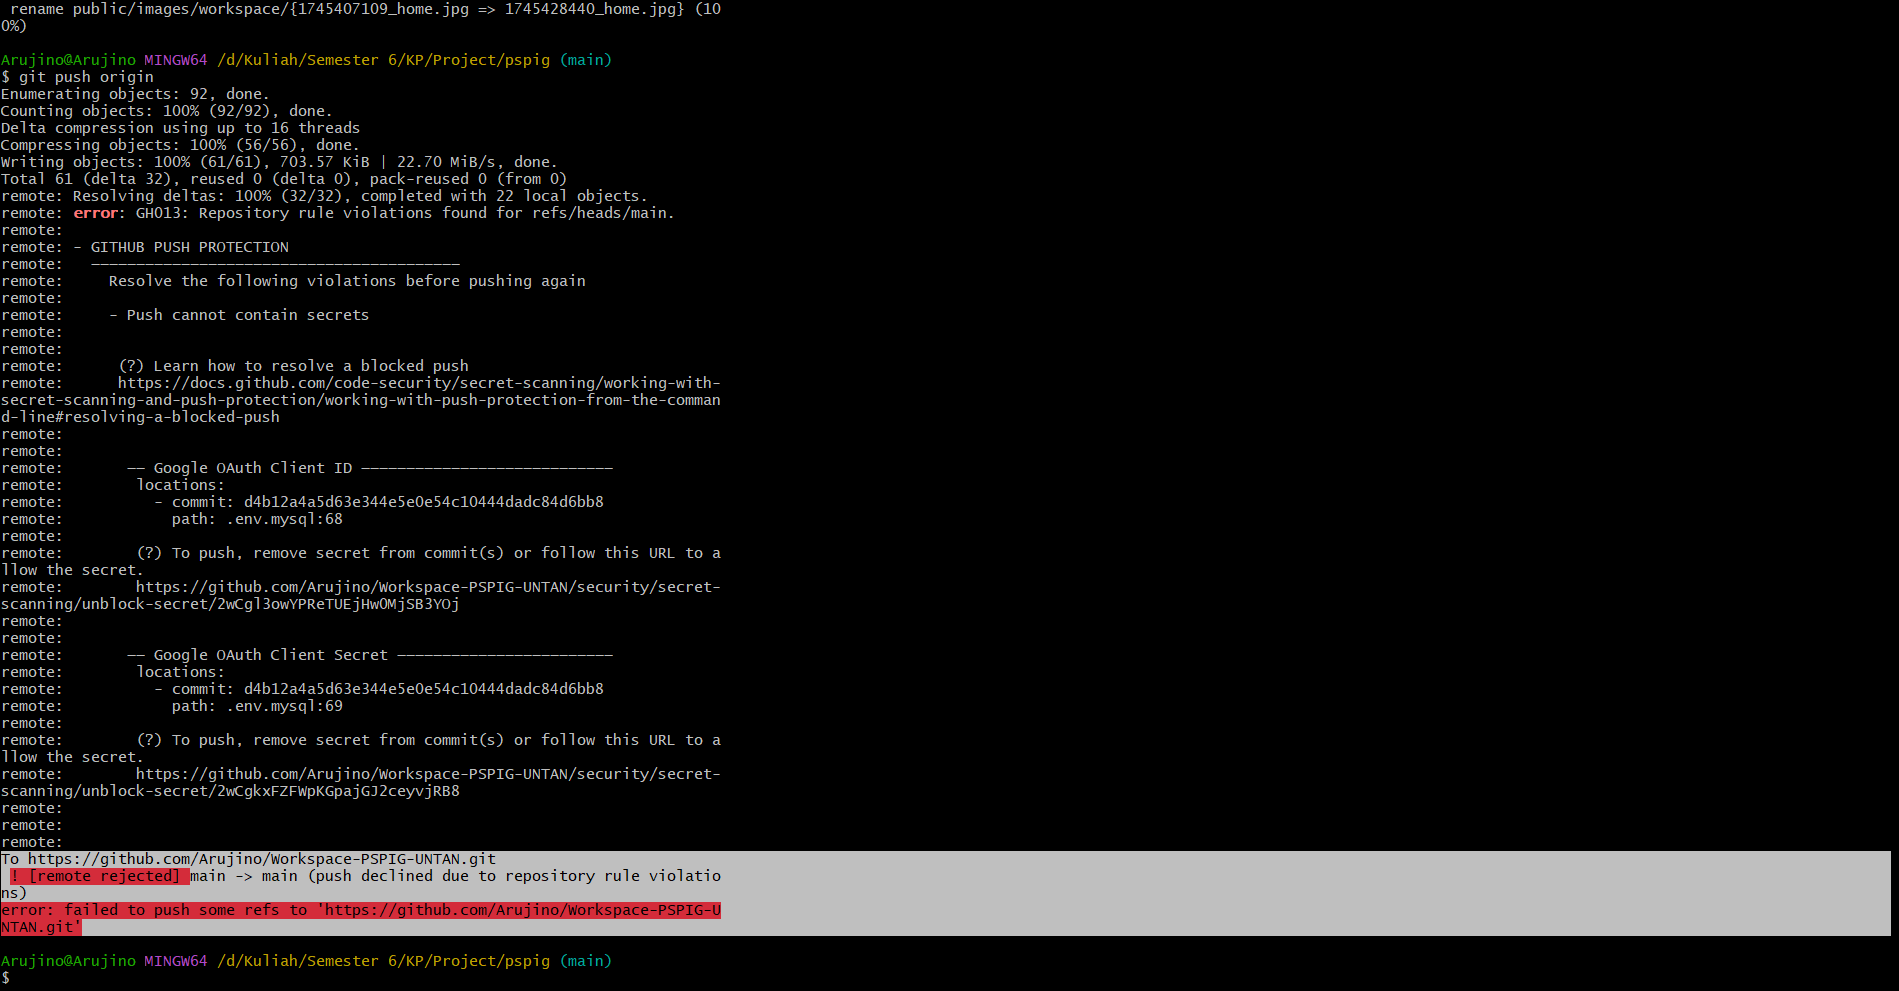 rename public/images/workspace/{1745407109_home.jpg => 1745428440_home.jpg} (10
0%)
Arujino@Arujino MINGW64 /d/Kuliah/Semester 6/KP/Project/pspig (main)
$ git push origin
Enumerating objects: 92, done.
Counting objects: 100% (92/92), done.
Delta compression using up to 16 threads
Compressing objects: 100% (56/56), done.
Writing objects: 100% (61/61), 703.57 KiB | 22.70 MiB/s, done.
Total 61 (delta 32), reused 0 (delta 0), pack-reused 0 (from 0)
remote: Resolving deltas: 100% (32/32), completed with 22 local objects.
remote: error: GH013: Repository rule violations found for refs/heads/main.
remote:
remote: - GITHUB PUSH PROTECTION
remote:   —————————————————————————————————————————
remote:     Resolve the following violations before pushing again
remote:
remote:     - Push cannot contain secrets
remote:
remote:
remote:      (?) Learn how to resolve a blocked push
remote:      https://docs.github.com/code-security/secret-scanning/working-with-
secret-scanning-and-push-protection/working-with-push-protection-from-the-comman
d-line#resolving-a-blocked-push
remote:
remote:
remote:       —— Google OAuth Client ID ————————————————————————————
remote:        locations:
remote:          - commit: d4b12a4a5d63e344e5e0e54c10444dadc84d6bb8
remote:            path: .env.mysql:68
remote:
remote:        (?) To push, remove secret from commit(s) or follow this URL to a
llow the secret.
remote:        https://github.com/Arujino/Workspace-PSPIG-UNTAN/security/secret-
scanning/unblock-secret/2wCgl3owYPReTUEjHwOMjSB3YOj
remote:
remote:
remote:       —— Google OAuth Client Secret ————————————————————————
remote:        locations:
remote:          - commit: d4b12a4a5d63e344e5e0e54c10444dadc84d6bb8
remote:            path: .env.mysql:69
remote:
remote:        (?) To push, remove secret from commit(s) or follow this URL to a
llow the secret.
remote:        https://github.com/Arujino/Workspace-PSPIG-UNTAN/security/secret-
scanning/unblock-secret/2wCgkxFZFWpKGpajGJ2ceyvjRB8
remote:
remote:
remote:
To https://github.com/Arujino/Workspace-PSPIG-UNTAN.git
 ! [remote rejected] main -> main (push declined due to repository rule violatio
ns)
error: failed to push some refs to 'https://github.com/Arujino/Workspace-PSPIG-U
NTAN.git'
Arujino@Arujino MINGW64 /d/Kuliah/Semester 6/KP/Project/pspig (main)
$